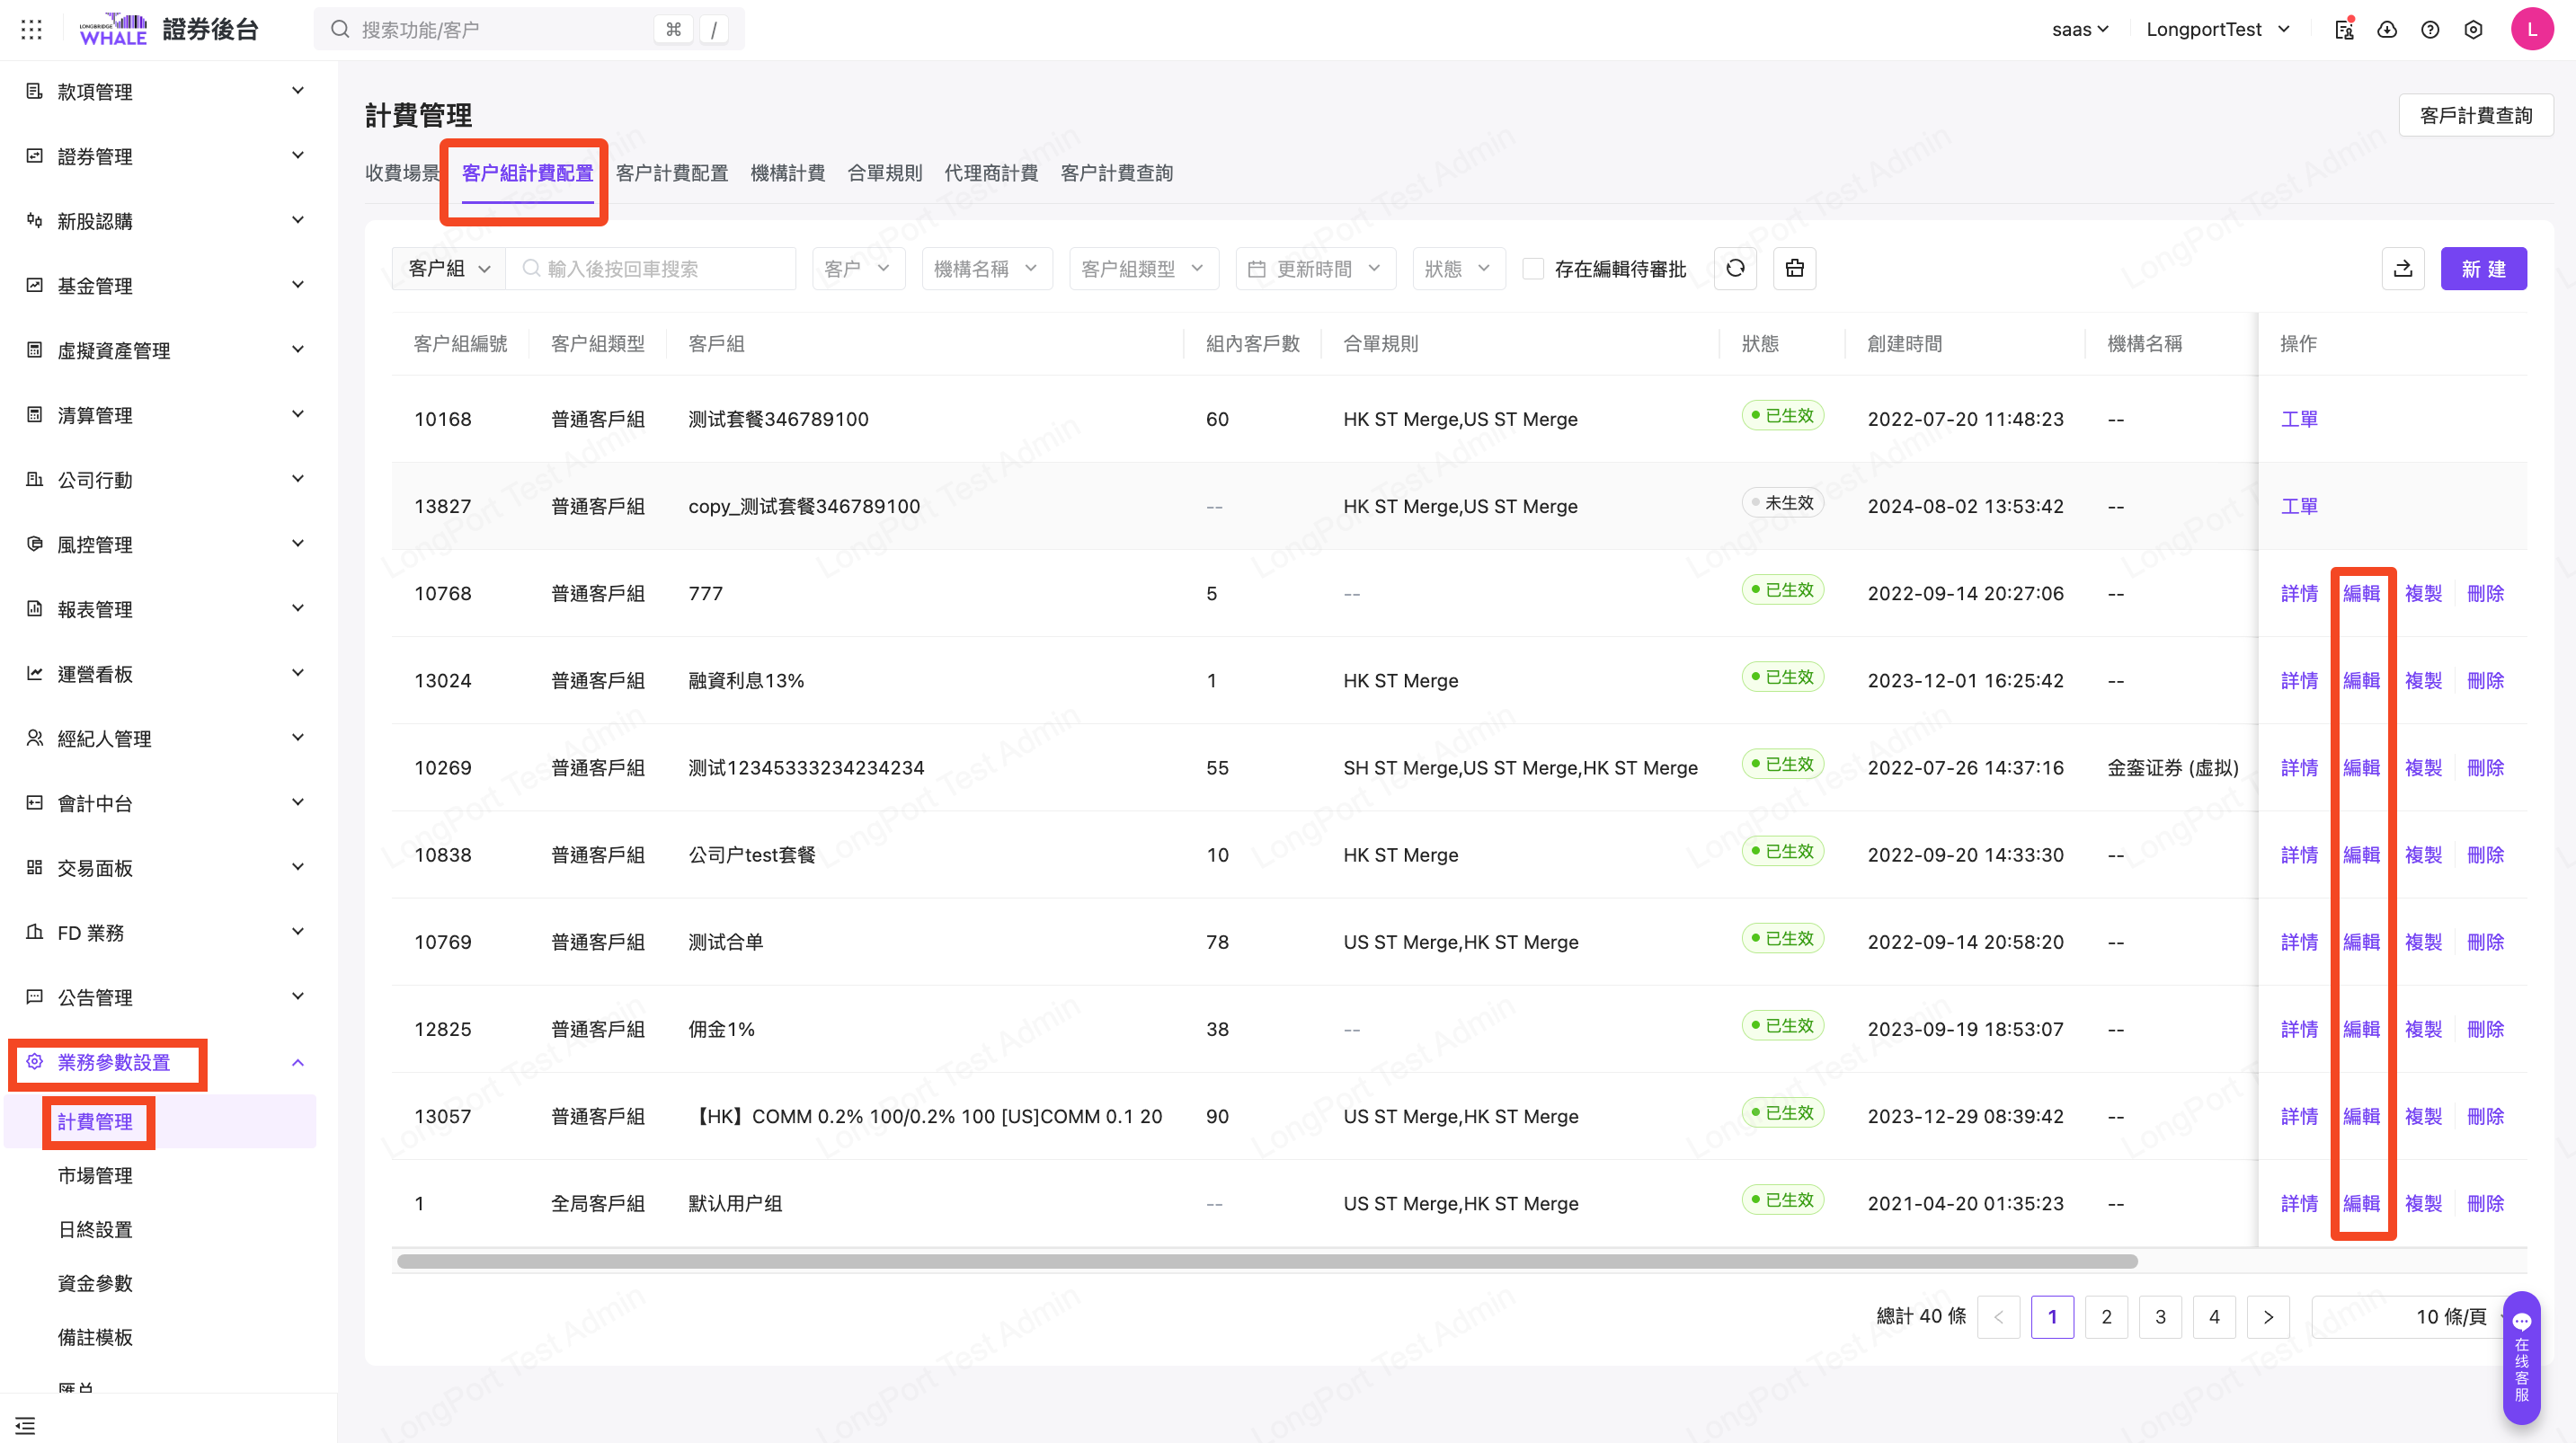 LONGBRIDGE
WHALE 證券後台 搜索功能/客户 ⌘ / saas LongportTest L
款項管理
證券管理
新股認購
基金管理
虛擬資產管理
清算管理
公司行動
風控管理
報表管理
運營看板
經紀人管理
會計中台
交易面板
FD 業務
公告管理
業務參數設置
計費管理
市場管理
日終設置
資金參數
備註模板
計費管理 客戶計費查詢
收費場景 客户組計費配置 客户計費配置 機構計費 合單規則 代理商計費 客户計費查詢
客户組 輸入後按回車搜索 客户 機構名稱 客户組類型 更新時間 狀態 存在編輯待審批 新 建
客户組編號 客户組類型 客戶組 組內客戶數 合單規則 狀態 創建時間 機構名稱 操作
10168 普通客戶組 测试套餐346789100 60 HK ST Merge,US ST Merge 已生效 2022-07-20 11:48:23 -- 工單
13827 普通客戶組 copy_测试套餐346789100 -- HK ST Merge,US ST Merge 未生效 2024-08-02 13:53:42 -- 工單
10768 普通客戶組 777 5 -- 已生效 2022-09-14 20:27:06 -- 詳情 編輯 複製 刪除
13024 普通客戶組 融資利息13% 1 HK ST Merge 已生效 2023-12-01 16:25:42 -- 詳情 編輯 複製 刪除
10269 普通客戶組 测试12345333234234234 55 SH ST Merge,US ST Merge,HK ST Merge 已生效 2022-07-26 14:37:16 金銮证券 (虚拟) 詳情 編輯 複製 刪除
10838 普通客戶組 公司户test套餐 10 HK ST Merge 已生效 2022-09-20 14:33:30 -- 詳情 編輯 複製 刪除
10769 普通客戶組 测试合单 78 US ST Merge,HK ST Merge 已生效 2022-09-14 20:58:20 -- 詳情 編輯 複製 刪除
12825 普通客戶組 佣金1% 38 -- 已生效 2023-09-19 18:53:07 -- 詳情 編輯 複製 刪除
13057 普通客戶組 【HK】COMM 0.2% 100/0.2% 100 [US]COMM 0.1 20 90 US ST Merge,HK ST Merge 已生效 2023-12-29 08:39:42 -- 詳情 編輯 複製 刪除
1 全局客戶組 默认用户组 -- US ST Merge,HK ST Merge 已生效 2021-04-20 01:35:23 -- 詳情 編輯 複製 刪除
總計 40 條 1 2 3 4 10 條/頁
在线客服
LongPort Test Admin